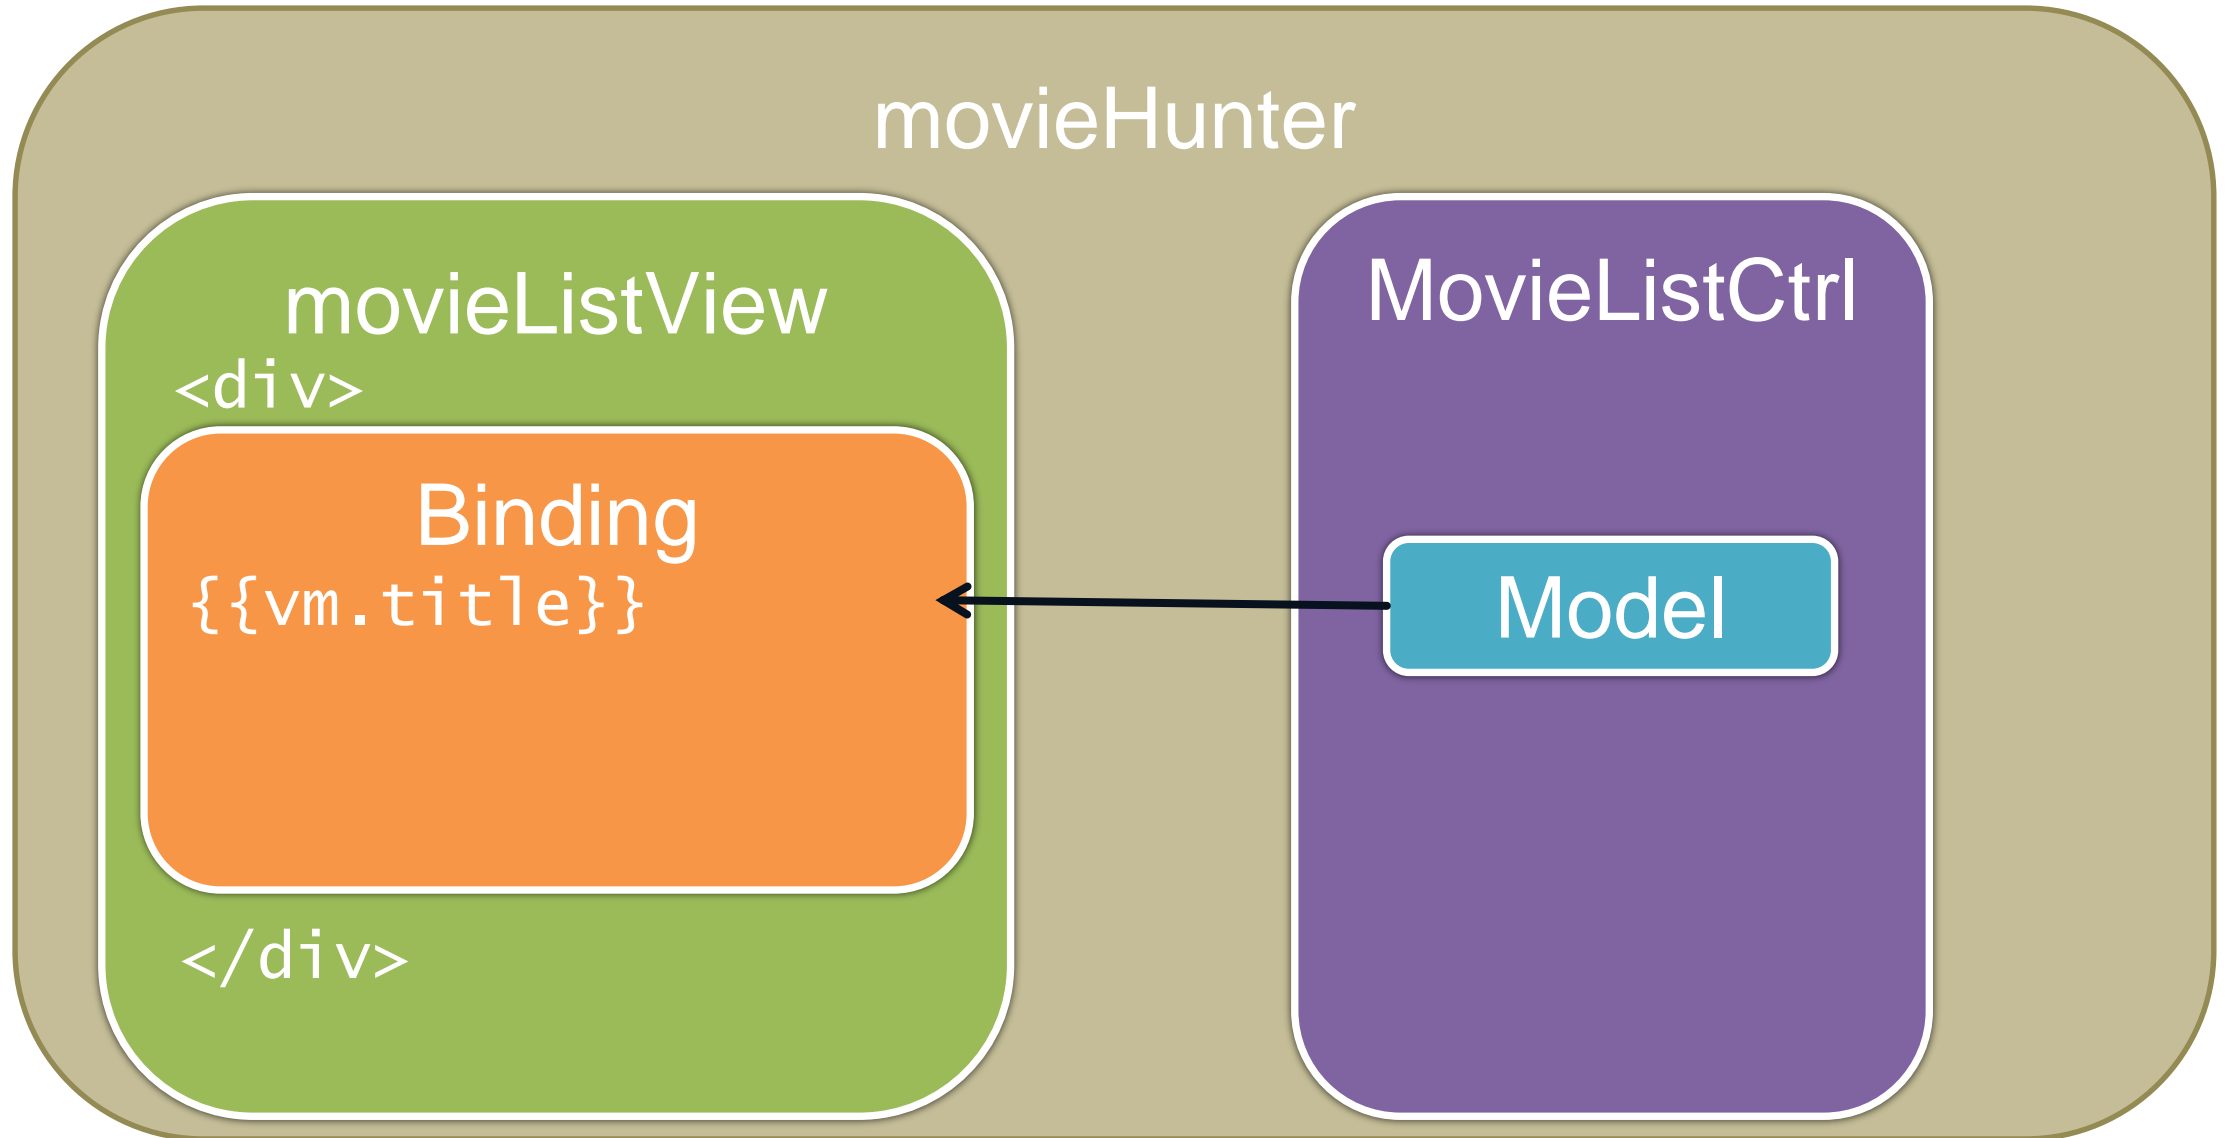 movieHunter
movieListView
<div>
Binding
{{vm.title}}
</div>
MovieListCtrl
Model